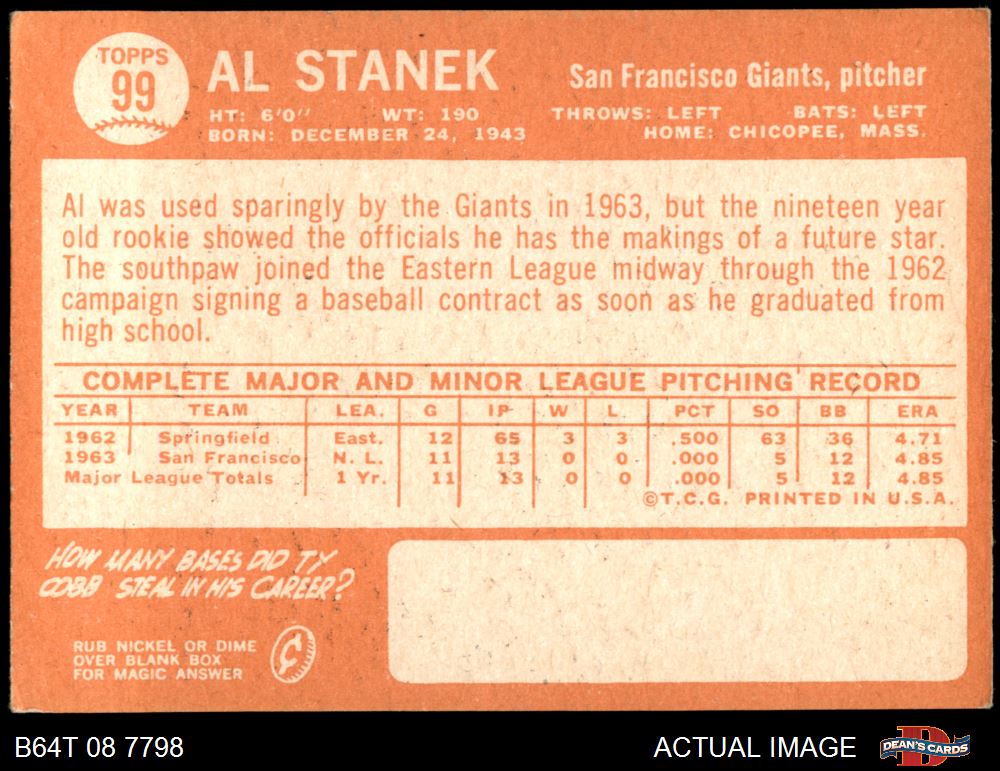 TOPPS
99
AL STANEK
San Francisco Giants, pitcher
HT: 6'0" WT: 190 THROWS: LEFT BATS: LEFT
BORN: DECEMBER 24, 1943 HOME: CHICOPEE, MASS.
Al was used sparingly by the Giants in 1963, but the nineteen year
old rookie showed the officials he has the makings of a future star.
The southpaw joined the Eastern League midway through the 1962
campaign signing a baseball contract as soon as he graduated from
high school.
COMPLETE MAJOR AND MINOR LEAGUE PITCHING RECORD
YEAR TEAM LEA. G IP W L PCT SO BB ERA
1962 Springfield East. 12 65 3 3 .500 63 36 4.71
1963 San Francisco N. L. 11 13 0 0 .000 5 12 4.85
Major League Totals 1 Yr. 11 13 0 0 .000 5 12 4.85
©T.C.G. PRINTED IN U.S.A.
HOW MANY BASES DID TY
COBB STEAL IN HIS CAREER?
RUB NICKEL OR DIME
OVER BLANK BOX
FOR MAGIC ANSWER
¢
B64T 08 7798
ACTUAL IMAGE
DEAN'S CARDS